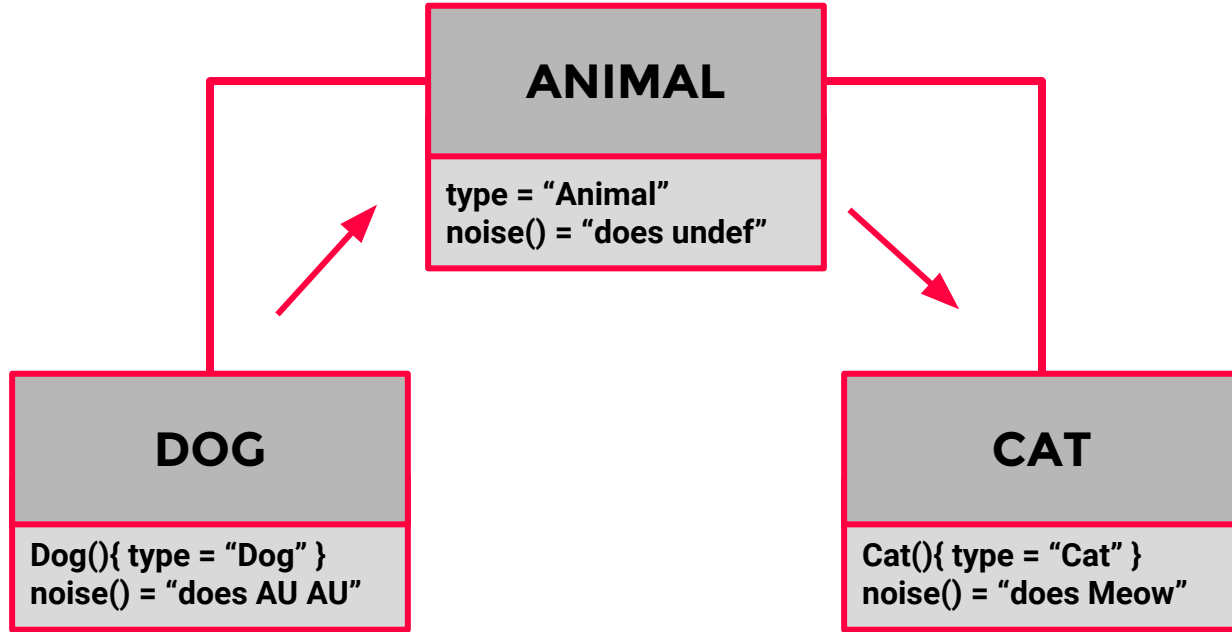 ANIMAL
type = “Animal”
noise() = “does undef”
DOG
Dog(){ type = “Dog” }
noise() = “does AU AU”
CAT
Cat(){ type = “Cat” }
noise() = “does Meow”